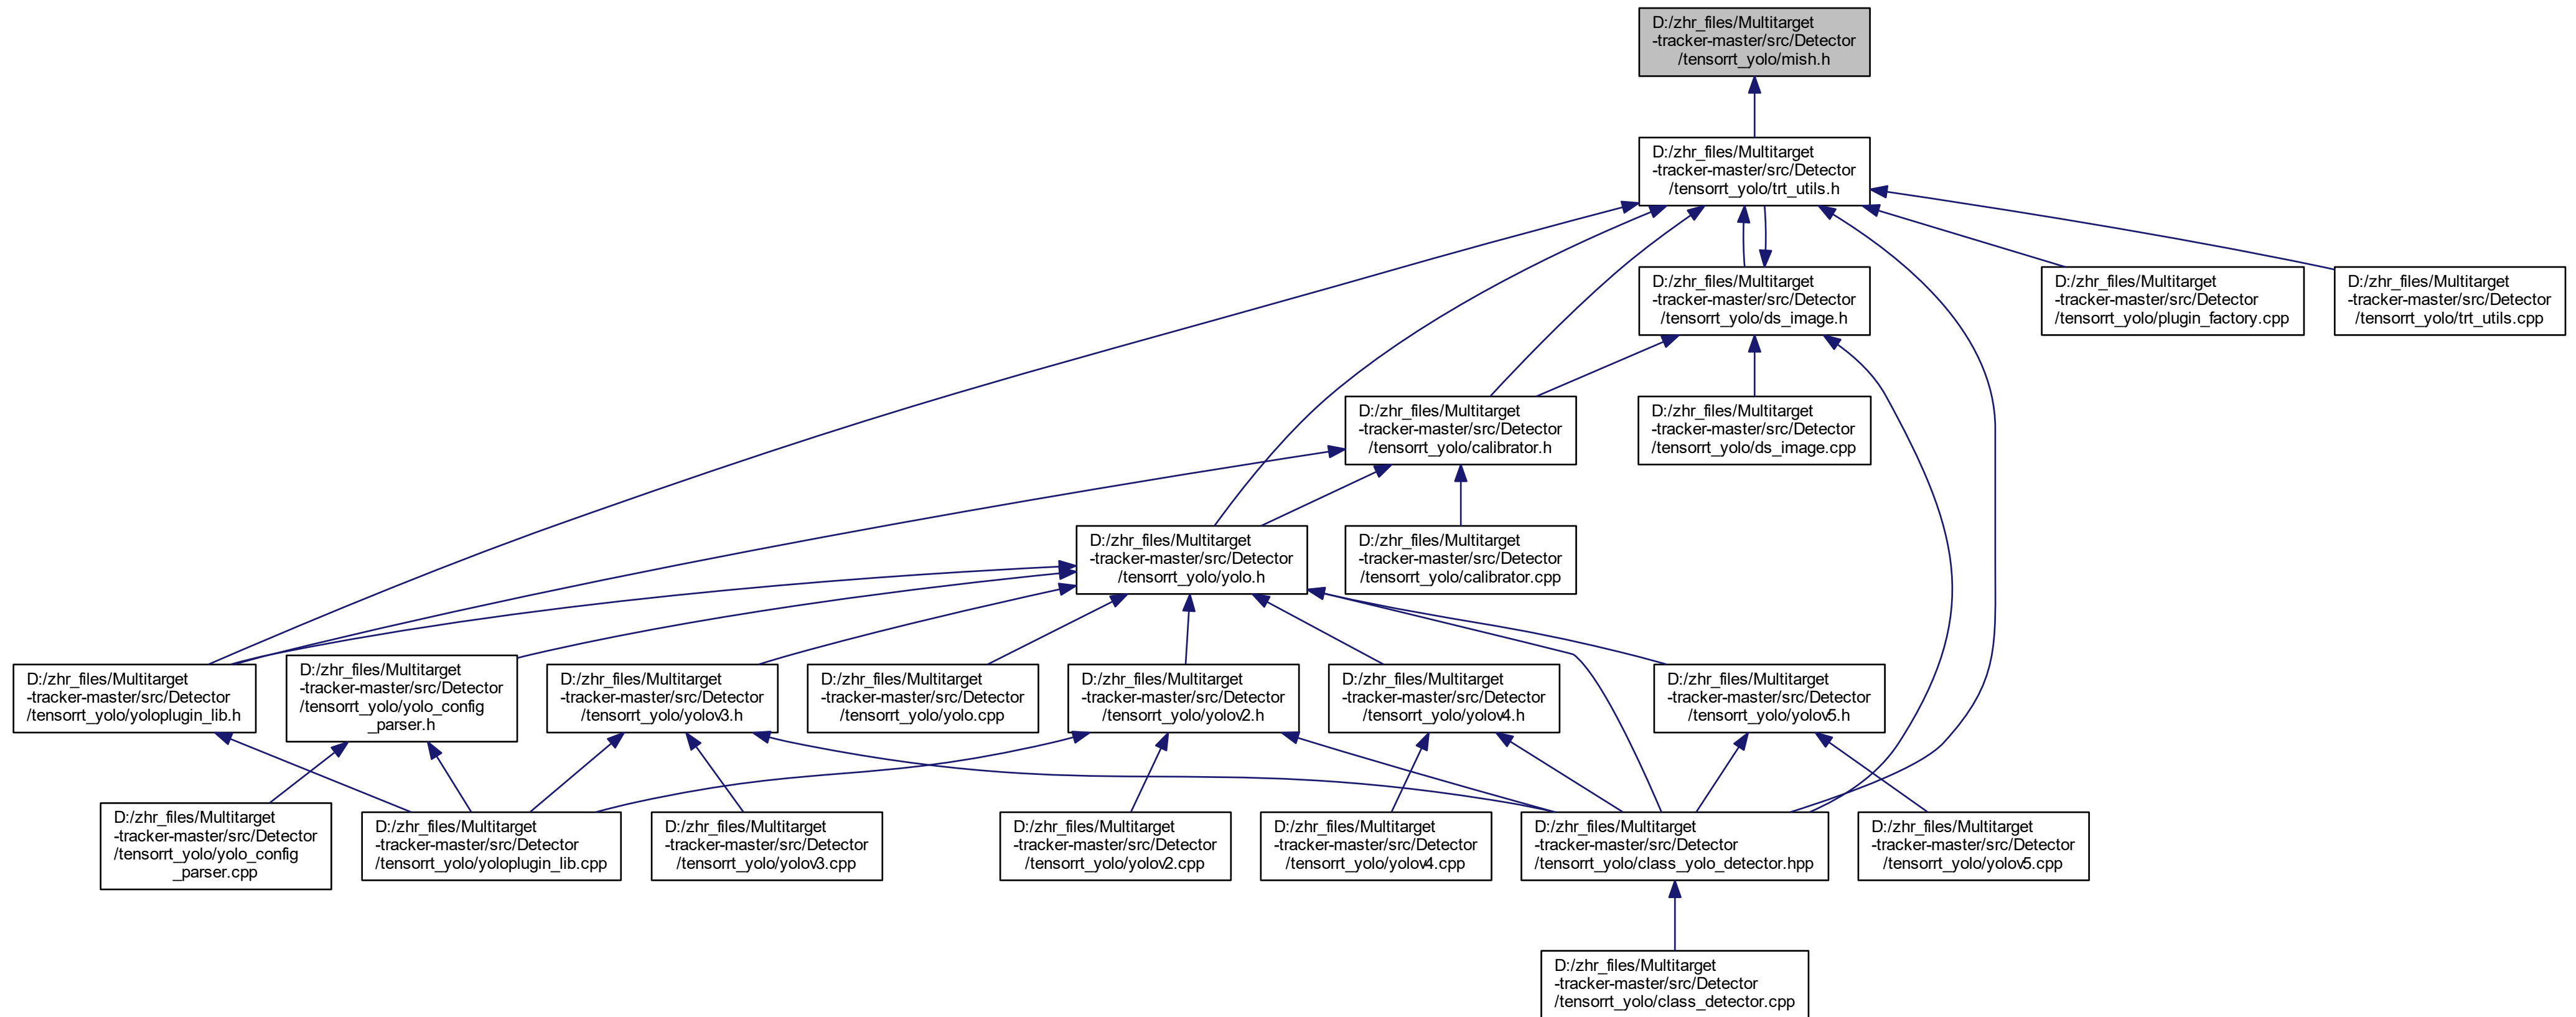 D:/zhr_files/Multitarget
-tracker-master/src/Detector
/tensorrt_yolo/mish.h
D:/zhr_files/Multitarget
-tracker-master/src/Detector
/tensorrt_yolo/trt_utils.h
D:/zhr_files/Multitarget
-tracker-master/src/Detector
/tensorrt_yolo/ds_image.h
D:/zhr_files/Multitarget
-tracker-master/src/Detector
/tensorrt_yolo/plugin_factory.cpp
D:/zhr_files/Multitarget
-tracker-master/src/Detector
/tensorrt_yolo/trt_utils.cpp
D:/zhr_files/Multitarget
-tracker-master/src/Detector
/tensorrt_yolo/calibrator.h
D:/zhr_files/Multitarget
-tracker-master/src/Detector
/tensorrt_yolo/ds_image.cpp
D:/zhr_files/Multitarget
-tracker-master/src/Detector
/tensorrt_yolo/yolo.h
D:/zhr_files/Multitarget
-tracker-master/src/Detector
/tensorrt_yolo/calibrator.cpp
D:/zhr_files/Multitarget
-tracker-master/src/Detector
/tensorrt_yolo/yoloplugin_lib.h
D:/zhr_files/Multitarget
-tracker-master/src/Detector
/tensorrt_yolo/yolo_config
_parser.h
D:/zhr_files/Multitarget
-tracker-master/src/Detector
/tensorrt_yolo/yolov3.h
D:/zhr_files/Multitarget
-tracker-master/src/Detector
/tensorrt_yolo/yolo.cpp
D:/zhr_files/Multitarget
-tracker-master/src/Detector
/tensorrt_yolo/yolov2.h
D:/zhr_files/Multitarget
-tracker-master/src/Detector
/tensorrt_yolo/yolov4.h
D:/zhr_files/Multitarget
-tracker-master/src/Detector
/tensorrt_yolo/yolov5.h
D:/zhr_files/Multitarget
-tracker-master/src/Detector
/tensorrt_yolo/yolo_config
_parser.cpp
D:/zhr_files/Multitarget
-tracker-master/src/Detector
/tensorrt_yolo/yoloplugin_lib.cpp
D:/zhr_files/Multitarget
-tracker-master/src/Detector
/tensorrt_yolo/yolov3.cpp
D:/zhr_files/Multitarget
-tracker-master/src/Detector
/tensorrt_yolo/yolov2.cpp
D:/zhr_files/Multitarget
-tracker-master/src/Detector
/tensorrt_yolo/yolov4.cpp
D:/zhr_files/Multitarget
-tracker-master/src/Detector
/tensorrt_yolo/class_yolo_detector.hpp
D:/zhr_files/Multitarget
-tracker-master/src/Detector
/tensorrt_yolo/yolov5.cpp
D:/zhr_files/Multitarget
-tracker-master/src/Detector
/tensorrt_yolo/class_detector.cpp